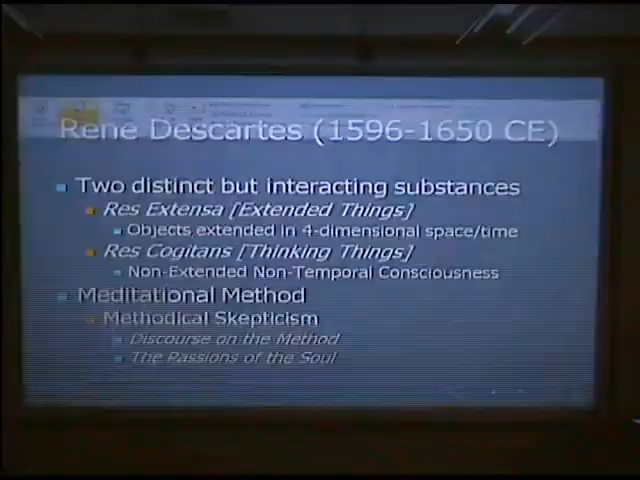 René Descartes (1596-1650 CE)
Two distinct but interacting substances
Res Extensa [Extended Things]
Objects extended in 4-dimensional space/time
Res Cogitans [Thinking Things]
Non-Extended Non-Temporal Consciousness
Meditational Method
Methodical Skepticism
Discourse on the Method
The Passions of the Soul